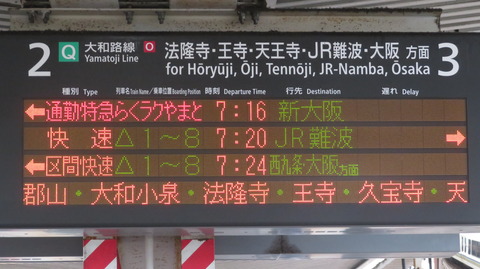 2 Q 大和路線 O 法隆寺・王寺・天王寺・JR難波・大阪 方面 3
Yamatoji Line for Hōryūji, Ōji, Tennōji, JR-Namba, Ōsaka
種別 Type 列車名 Train Name / 乗車位置 Boarding Position 時刻 Departure Time 行先 Destination 遅れ Delay
←通勤特急らくラクやまと 7:16 新大阪
快速 △1〜8 7:20 JR難波 →
←区間快速 △1〜8 7:24 西九条大阪方面
郡山・大和小泉・法隆寺・王寺・久宝寺・天